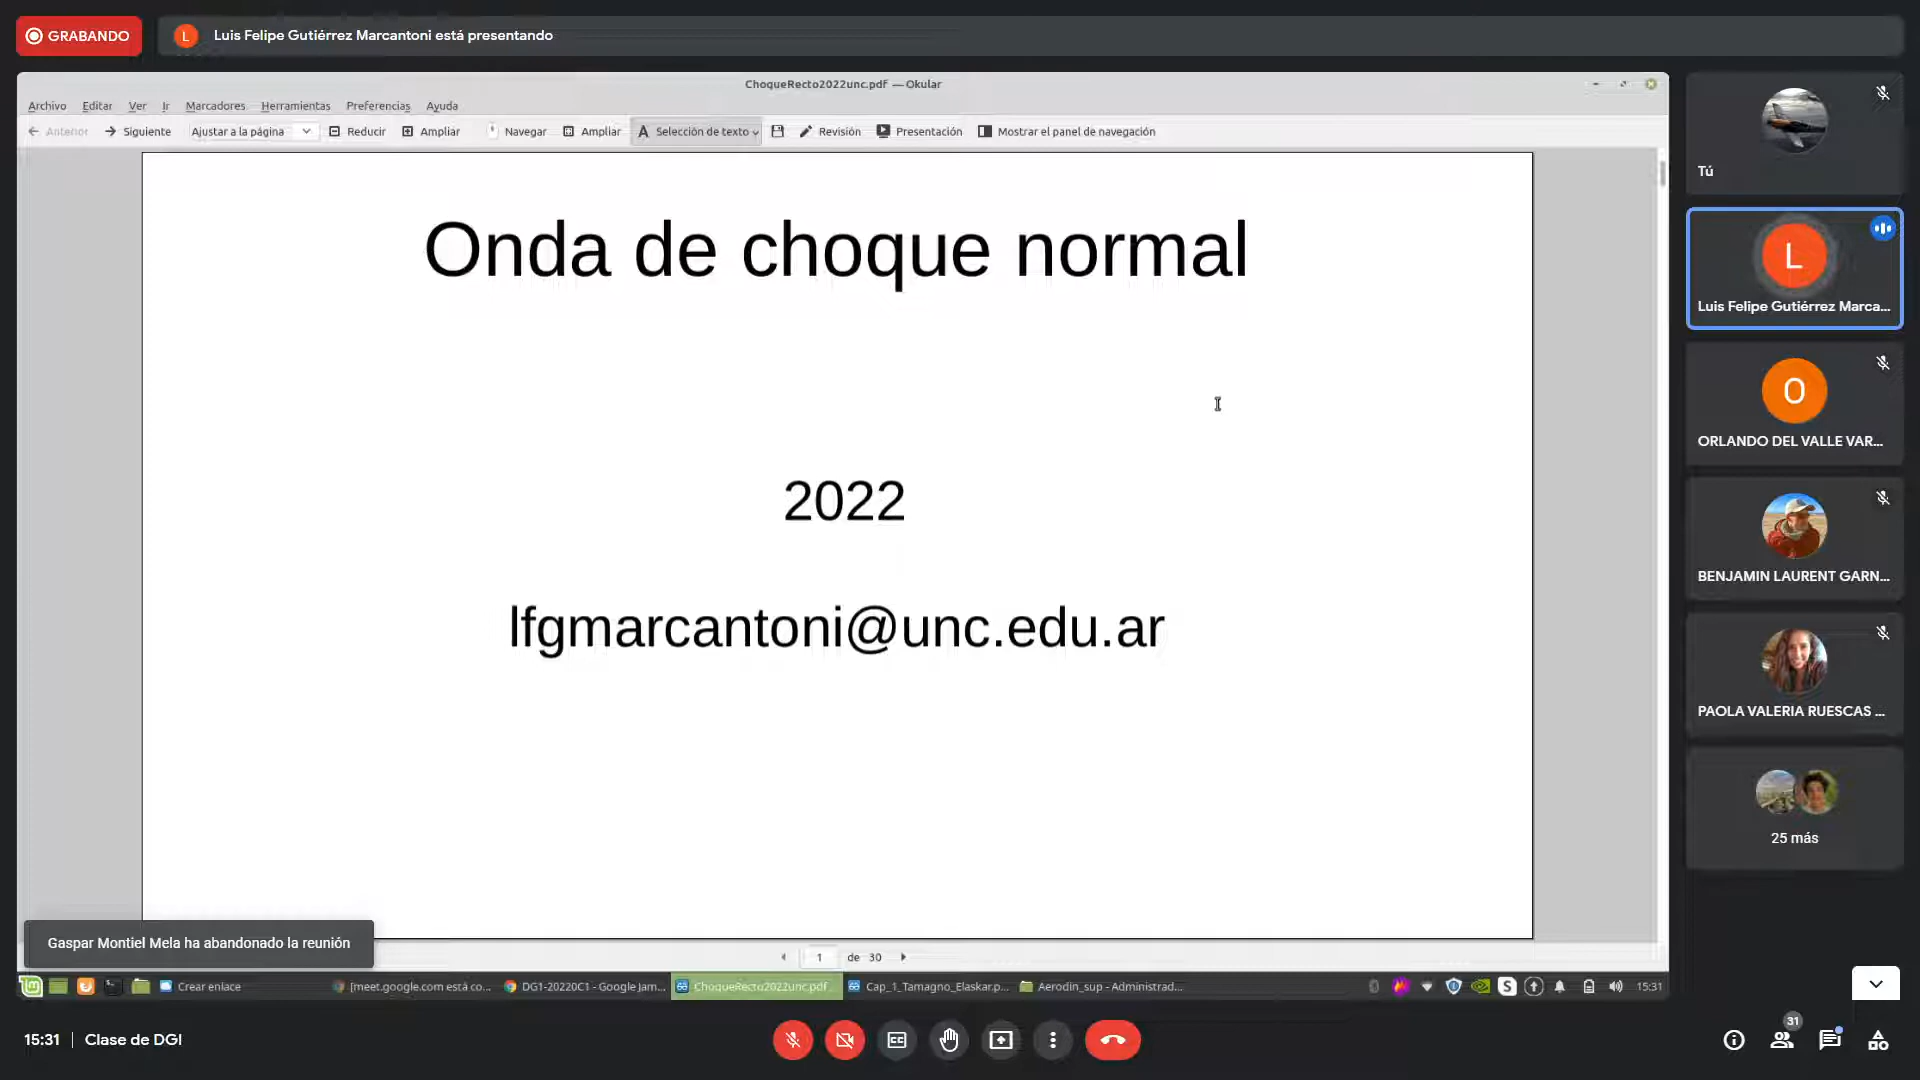 GRABANDO
L
Luis Felipe Gutiérrez Marcantoni está presentando
ChoqueRecto2022unc.pdf — Okular
Archivo Editar Ver Ir Marcadores Herramientas Preferencias Ayuda
Anterior Siguiente Ajustar a la página Reducir Ampliar Navegar Ampliar Selección de texto Revisión Presentación Mostrar el panel de navegación
Onda de choque normal
2022
lfgmarcantoni@unc.edu.ar
Tú
L
Luis Felipe Gutiérrez Marca...
O
ORLANDO DEL VALLE VAR...
BENJAMIN LAURENT GARN...
PAOLA VALERIA RUESCAS ...
25 más
Gaspar Montiel Mela ha abandonado la reunión
1 de 30
Crear enlace [meet.google.com está co... DG1-20220C1 - Google Jam... ChoqueRecto2022unc.pdf... Cap_1_Tamagno_Elaskar.p... Aerodin_sup - Administrad... S 15:31
15:31 | Clase de DGI
31